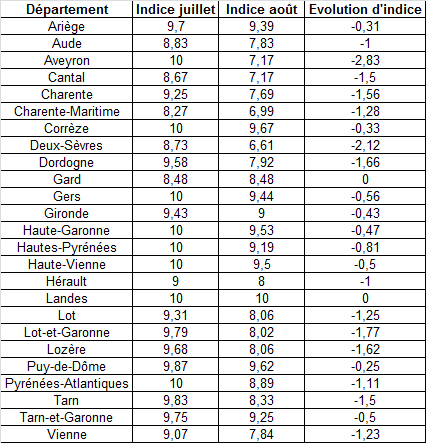 Département Indice juillet Indice août Evolution d'indice
Ariège 9,7 9,39 -0,31
Aude 8,83 7,83 -1
Aveyron 10 7,17 -2,83
Cantal 8,67 7,17 -1,5
Charente 9,25 7,69 -1,56
Charente-Maritime 8,27 6,99 -1,28
Corrèze 10 9,67 -0,33
Deux-Sèvres 8,73 6,61 -2,12
Dordogne 9,58 7,92 -1,66
Gard 8,48 8,48 0
Gers 10 9,44 -0,56
Gironde 9,43 9 -0,43
Haute-Garonne 10 9,53 -0,47
Hautes-Pyrénées 10 9,19 -0,81
Haute-Vienne 10 9,5 -0,5
Hérault 9 8 -1
Landes 10 10 0
Lot 9,31 8,06 -1,25
Lot-et-Garonne 9,79 8,02 -1,77
Lozère 9,68 8,06 -1,62
Puy-de-Dôme 9,87 9,62 -0,25
Pyrénées-Atlantiques 10 8,89 -1,11
Tarn 9,83 8,33 -1,5
Tarn-et-Garonne 9,75 9,25 -0,5
Vienne 9,07 7,84 -1,23